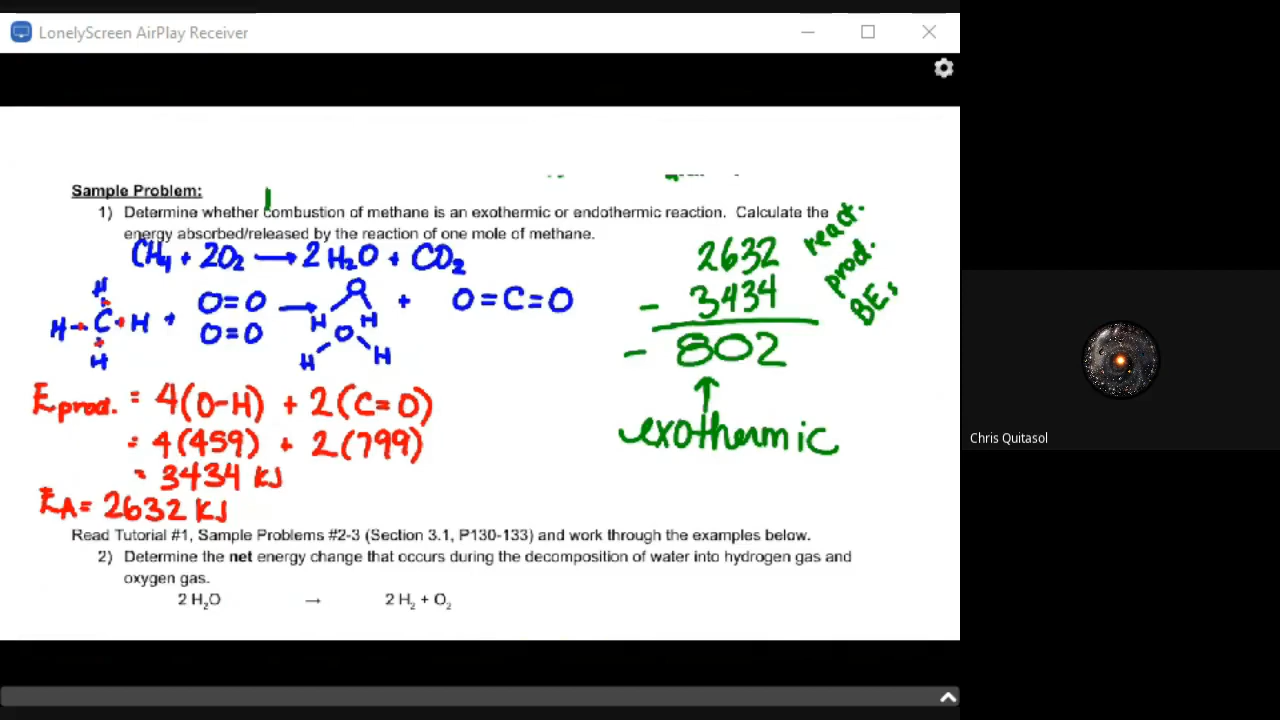 LonelyScreen AirPlay Receiver
Sample Problem:
1) Determine whether combustion of methane is an exothermic or endothermic reaction. Calculate the
energy absorbed/released by the reaction of one mole of methane.
CH4 + 2O2 → 2 H2O + CO2
H
H - C - H + O=O → O + O=C=O
O=O H H
H O
H H
E prod. = 4(O-H) + 2(C=O)
= 4(459) + 2(799)
= 3434 KJ
EA = 2632 KJ
2632 react.
- 3434 prod.
BEs
- 802
↑
exothermic
Read Tutorial #1, Sample Problems #2-3 (Section 3.1, P130-133) and work through the examples below.
2) Determine the net energy change that occurs during the decomposition of water into hydrogen gas and
oxygen gas.
2 H2O → 2 H2 + O2
Chris Quitasol